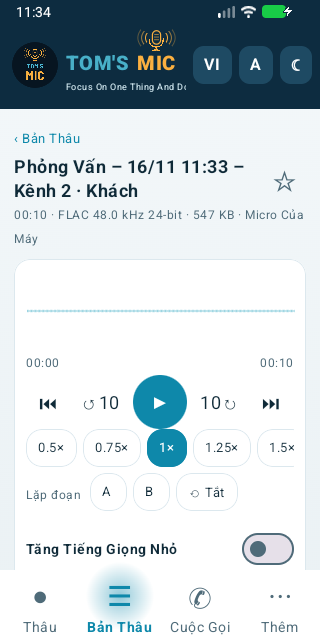 11:34
TOM'S MIC
TOM'S MIC
Focus On One Thing And Do
VI
A
‹ Bản Thâu
Phỏng Vấn – 16/11 11:33 –
Kênh 2 · Khách
00:10 · FLAC 48.0 kHz 24-bit · 547 KB · Micro Của
Máy
00:00
00:10
10
10
0.5×
0.75×
1×
1.25×
1.5×
Lặp đoạn
A
B
Tắt
Tăng Tiếng Giọng Nhỏ
Thâu
Bản Thâu
Cuộc Gọi
Thêm